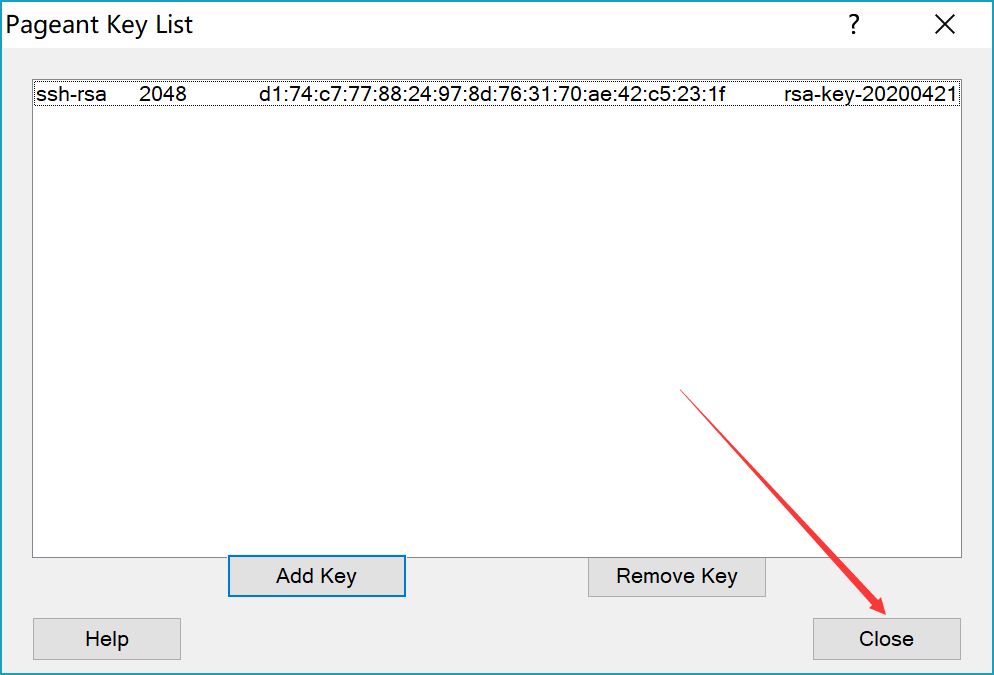 Pageant Key List
?
ssh-rsa 2048 d1:74:c7:77:88:24:97:8d:76:31:70:ae:42:c5:23:1f rsa-key-20200421
Add Key Remove Key
Help Close